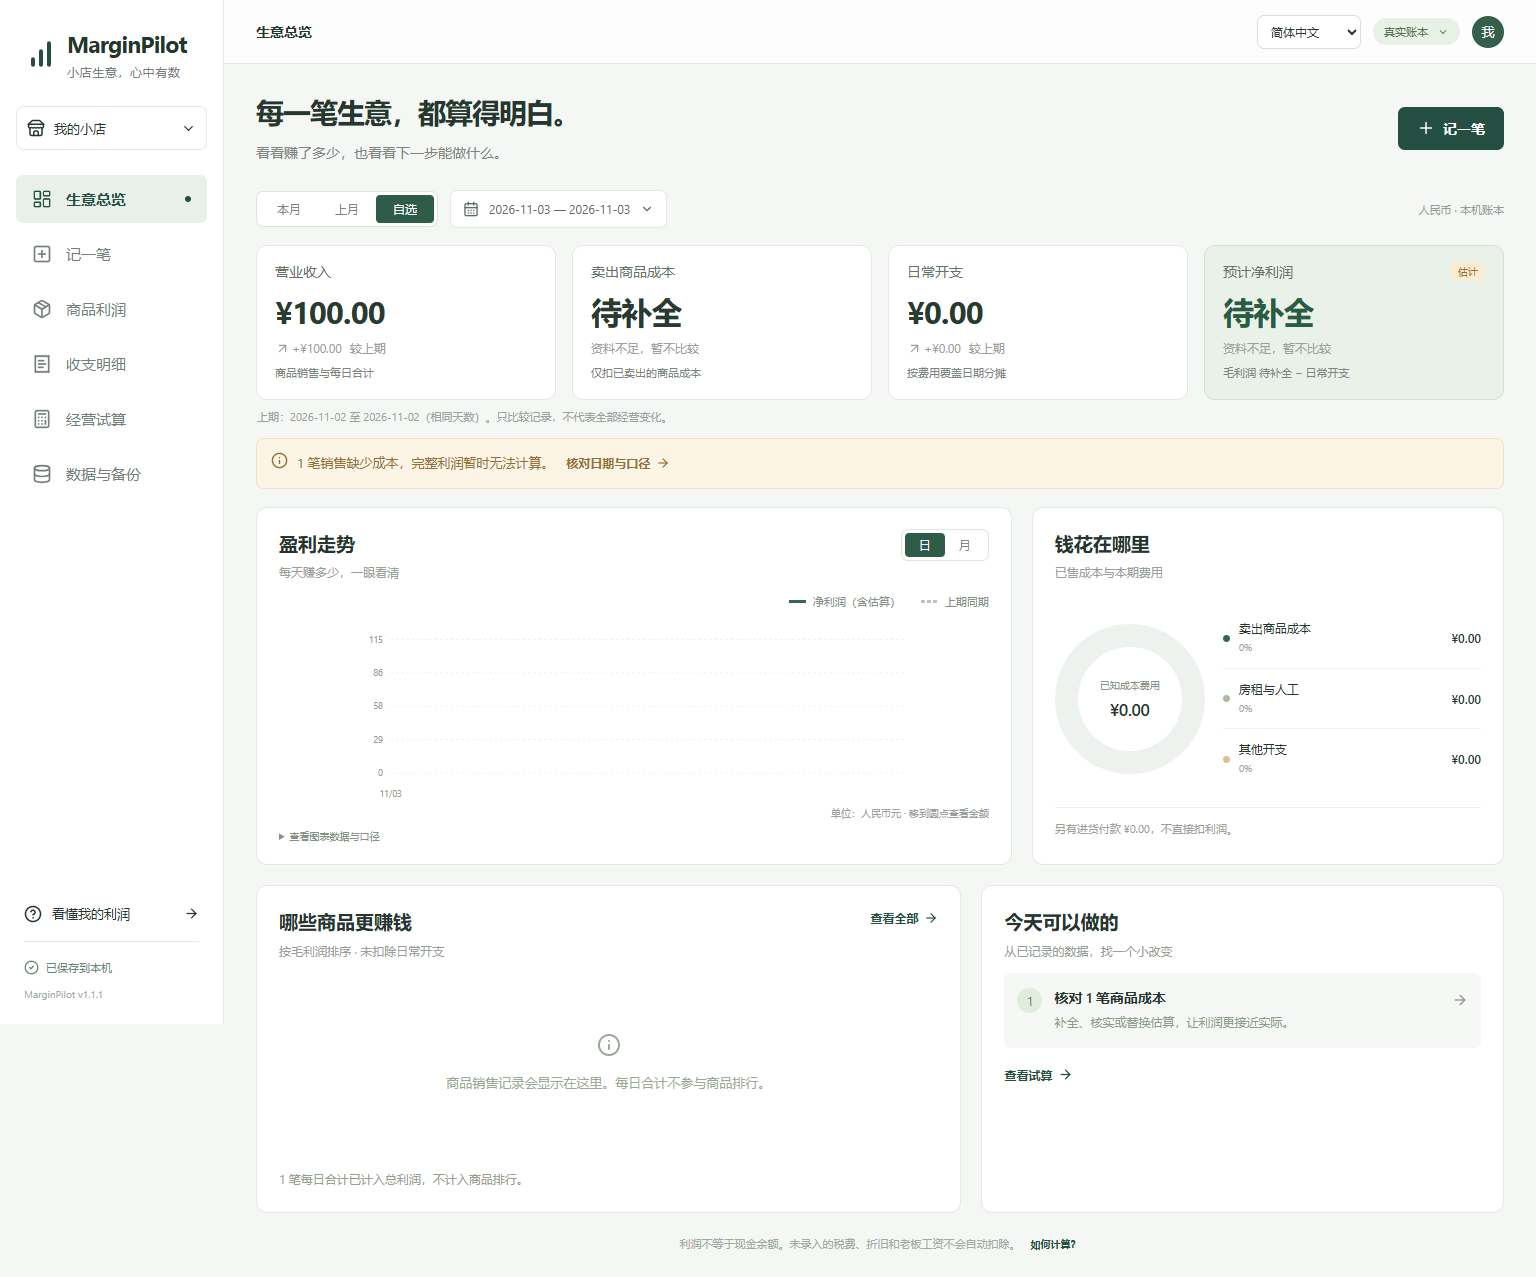 MarginPilot
小店生意，心中有数
我的小店
生意总览
记一笔
商品利润
收支明细
经营试算
数据与备份
看懂我的利润
已保存到本机
MarginPilot v1.1.1
生意总览
简体中文
真实账本
我
每一笔生意，都算得明白。
看看赚了多少，也看看下一步能做什么。
记一笔
本月 上月 自选 2026-11-03 — 2026-11-03
人民币 · 本机账本
营业收入
¥100.00
+¥100.00 较上期
商品销售与每日合计
卖出商品成本
待补全
资料不足，暂不比较
仅扣已卖出的商品成本
日常开支
¥0.00
+¥0.00 较上期
按费用覆盖日期分摊
预计净利润 估计
待补全
资料不足，暂不比较
毛利润 待补全 − 日常开支
上期：2026-11-02 至 2026-11-02（相同天数）。只比较记录，不代表全部经营变化。
1 笔销售缺少成本，完整利润暂时无法计算。 核对日期与口径
盈利走势
每天赚多少，一眼看清
日 月
净利润（含估算） 上期同期
115
86
58
29
0
11/03
单位：人民币元 · 移到圆点查看金额
查看图表数据与口径
钱花在哪里
已售成本与本期费用
已知成本费用
¥0.00
卖出商品成本 ¥0.00
0%
房租与人工 ¥0.00
0%
其他开支 ¥0.00
0%
另有进货付款 ¥0.00，不直接扣利润。
哪些商品更赚钱
按毛利润排序 · 未扣除日常开支
查看全部
商品销售记录会显示在这里。每日合计不参与商品排行。
1 笔每日合计已计入总利润，不计入商品排行。
今天可以做的
从已记录的数据，找一个小改变
1 核对 1 笔商品成本
补全、核实或替换估算，让利润更接近实际。
查看试算
利润不等于现金余额。未录入的税费、折旧和老板工资不会自动扣除。 如何计算?